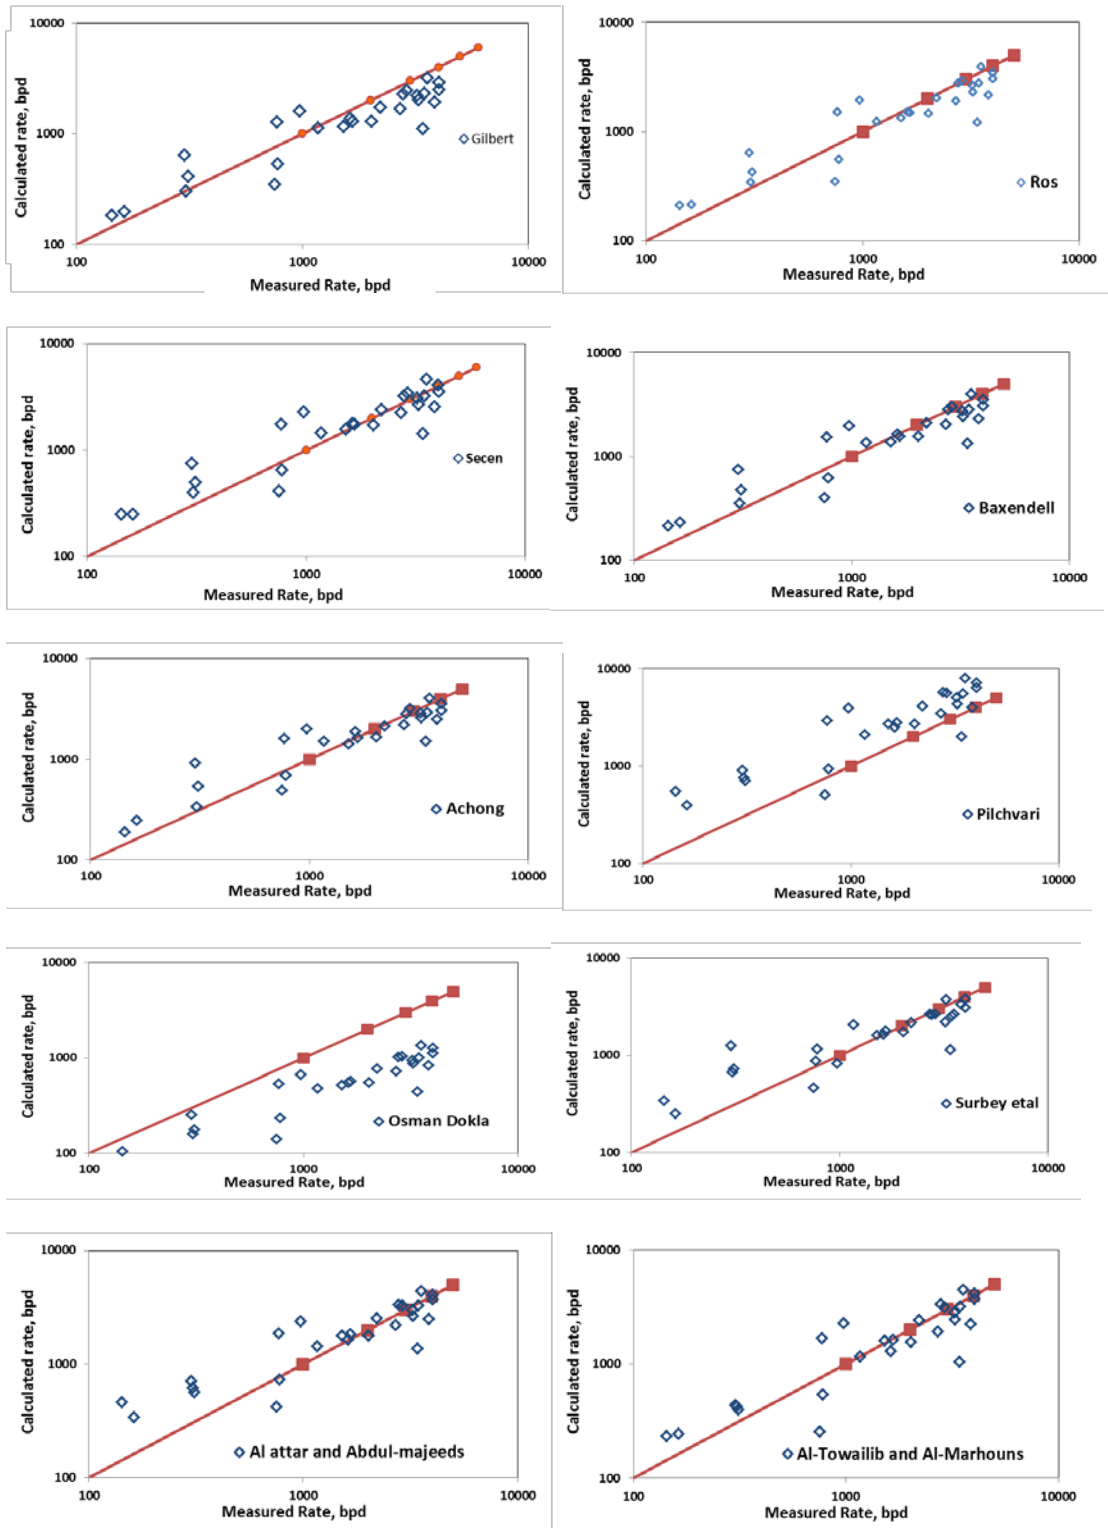 10000
1000
100
100
1000
10000
Calculated rate, bpd
Measured Rate, bpd
Gilbert
10000
1000
100
100
1000
10000
Calculated rate, bpd
Measured Rate, bpd
Ros
10000
1000
100
100
1000
10000
Calculated rate, bpd
Measured Rate, bpd
Secen
10000
1000
100
100
1000
10000
Calculated rate, bpd
Measured Rate, bpd
Baxendell
10000
1000
100
100
1000
10000
Calculated rate, bpd
Measured Rate, bpd
Achong
10000
1000
100
100
1000
10000
Calculated rate, bpd
Measured Rate, bpd
Pilchvari
10000
1000
100
100
1000
10000
Calculated rate, bpd
Measured Rate, bpd
Osman Dokla
10000
1000
100
100
1000
10000
Calculated rate, bpd
Measured Rate, bpd
Surbey etal
10000
1000
100
100
1000
10000
Calculated rate, bpd
Measured Rate, bpd
Al attar and Abdul-majeeds
10000
1000
100
100
1000
10000
Calculated rate, bpd
Measured Rate, bpd
Al-Towailib and Al-Marhouns